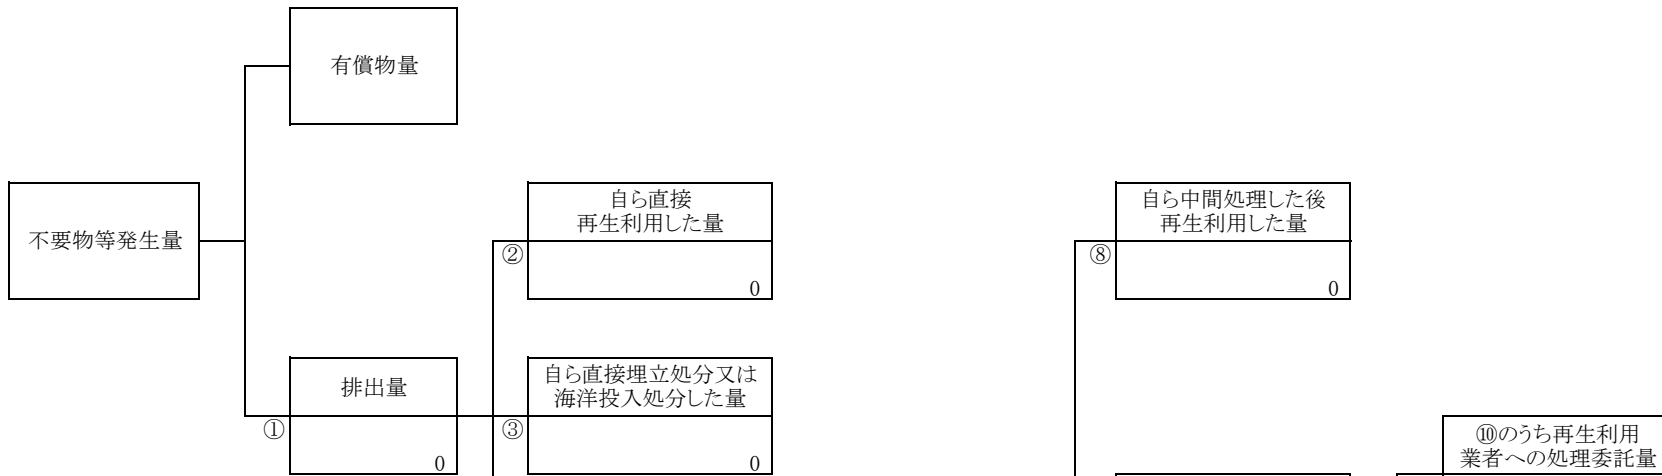 有償物量
不要物等発生量
自ら直接
再生利用した量
②
0
自ら中間処理した後
再生利用した量
⑧
0
排出量
①
0
自ら直接埋立処分又は
海洋投入処分した量
③
0
⑩のうち再生利用
業者への処理委託量